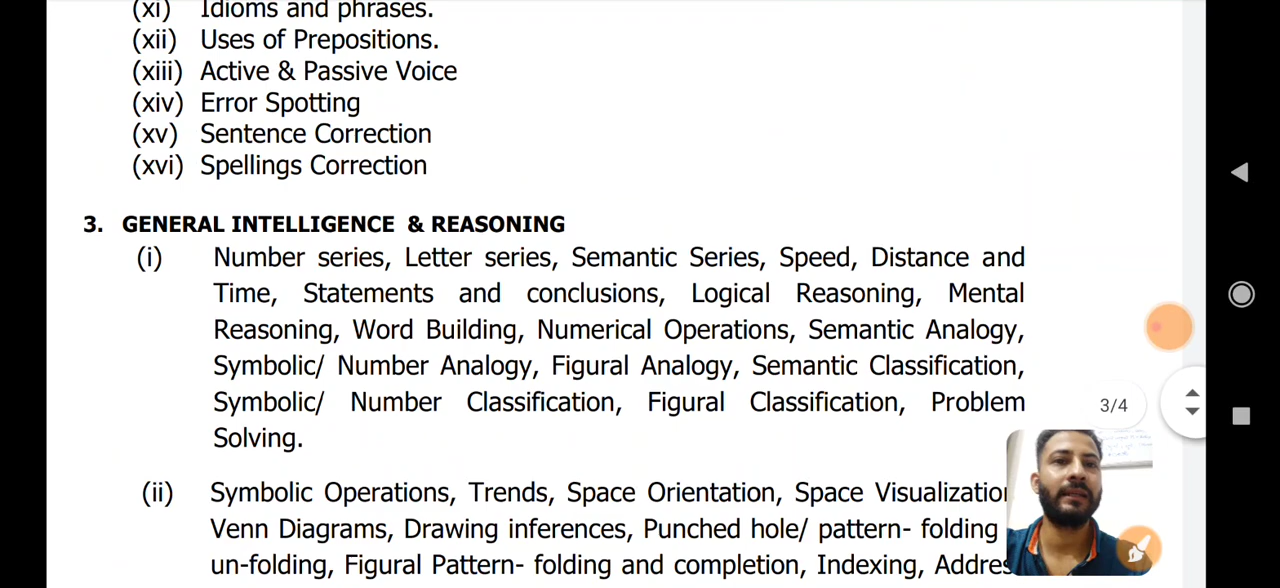 (xi) Idioms and phrases.
(xii) Uses of Prepositions.
(xiii) Active & Passive Voice
(xiv) Error Spotting
(xv) Sentence Correction
(xvi) Spellings Correction
3. GENERAL INTELLIGENCE & REASONING
(i) Number series, Letter series, Semantic Series, Speed, Distance and
Time, Statements and conclusions, Logical Reasoning, Mental
Reasoning, Word Building, Numerical Operations, Semantic Analogy,
Symbolic/ Number Analogy, Figural Analogy, Semantic Classification,
Symbolic/ Number Classification, Figural Classification, Problem
Solving.
3/4
(ii) Symbolic Operations, Trends, Space Orientation, Space Visualizatio
Venn Diagrams, Drawing inferences, Punched hole/ pattern- folding
un-folding, Figural Pattern- folding and completion, Indexing, Addres